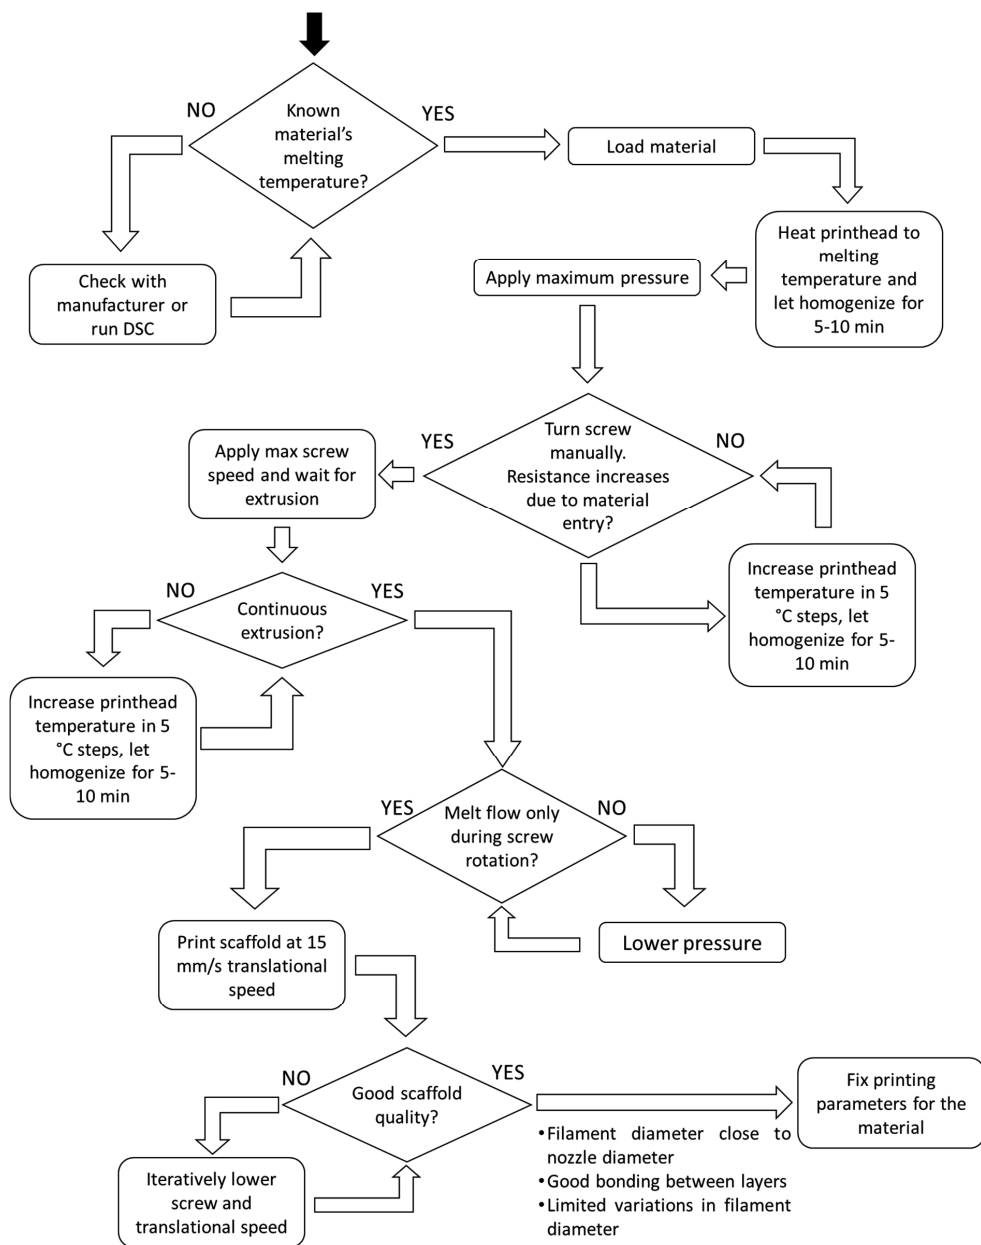 NO
YES
Known
material's
melting
temperature?
Load material
Check with
manufacturer or
run DSC
Heat printhead to
melting
temperature and
let homogenize for
5-10 min
Apply maximum pressure
YES
NO
Turn screw
manually.
Resistance increases
due to material
entry?
Apply max screw
speed and wait for
extrusion
Increase printhead
temperature in 5
°C steps, let
homogenize for 5-
10 min
NO
YES
Continuous
extrusion?
Increase printhead
temperature in 5
°C steps, let
homogenize for 5-
10 min
YES
NO
Melt flow only
during screw
rotation?
Print scaffold at 15
mm/s translational
speed
Lower pressure
NO
YES
Good scaffold
quality?
Fix printing
parameters for the
material
•Filament diameter close to
nozzle diameter
•Good bonding between layers
•Limited variations in filament
diameter
Iteratively lower
screw and
translational speed